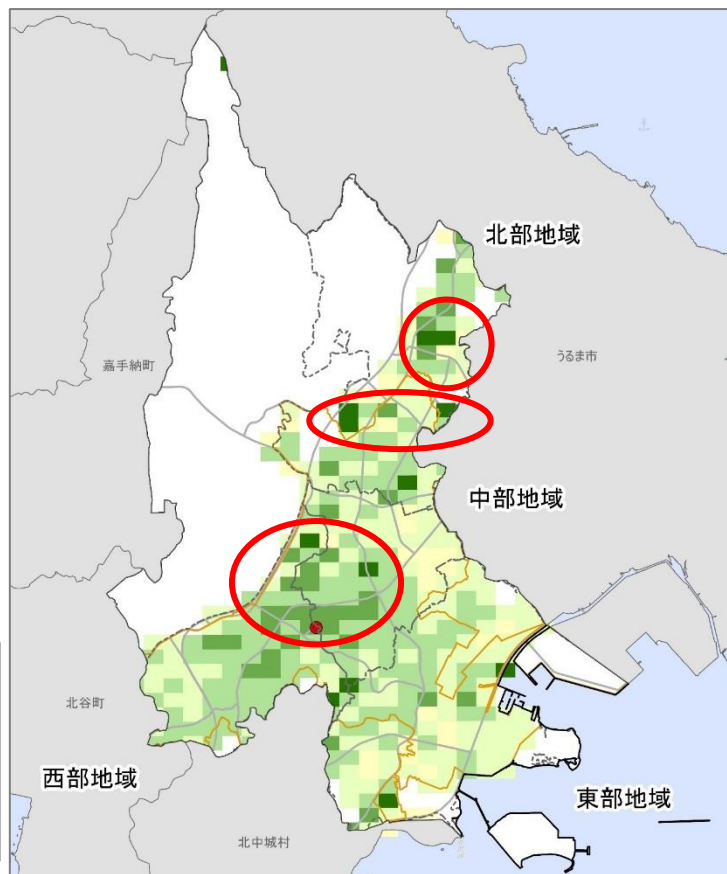 北部地域
うるま市
嘉手納町
中部地域
北谷町
西部地域
東部地域
北中城村